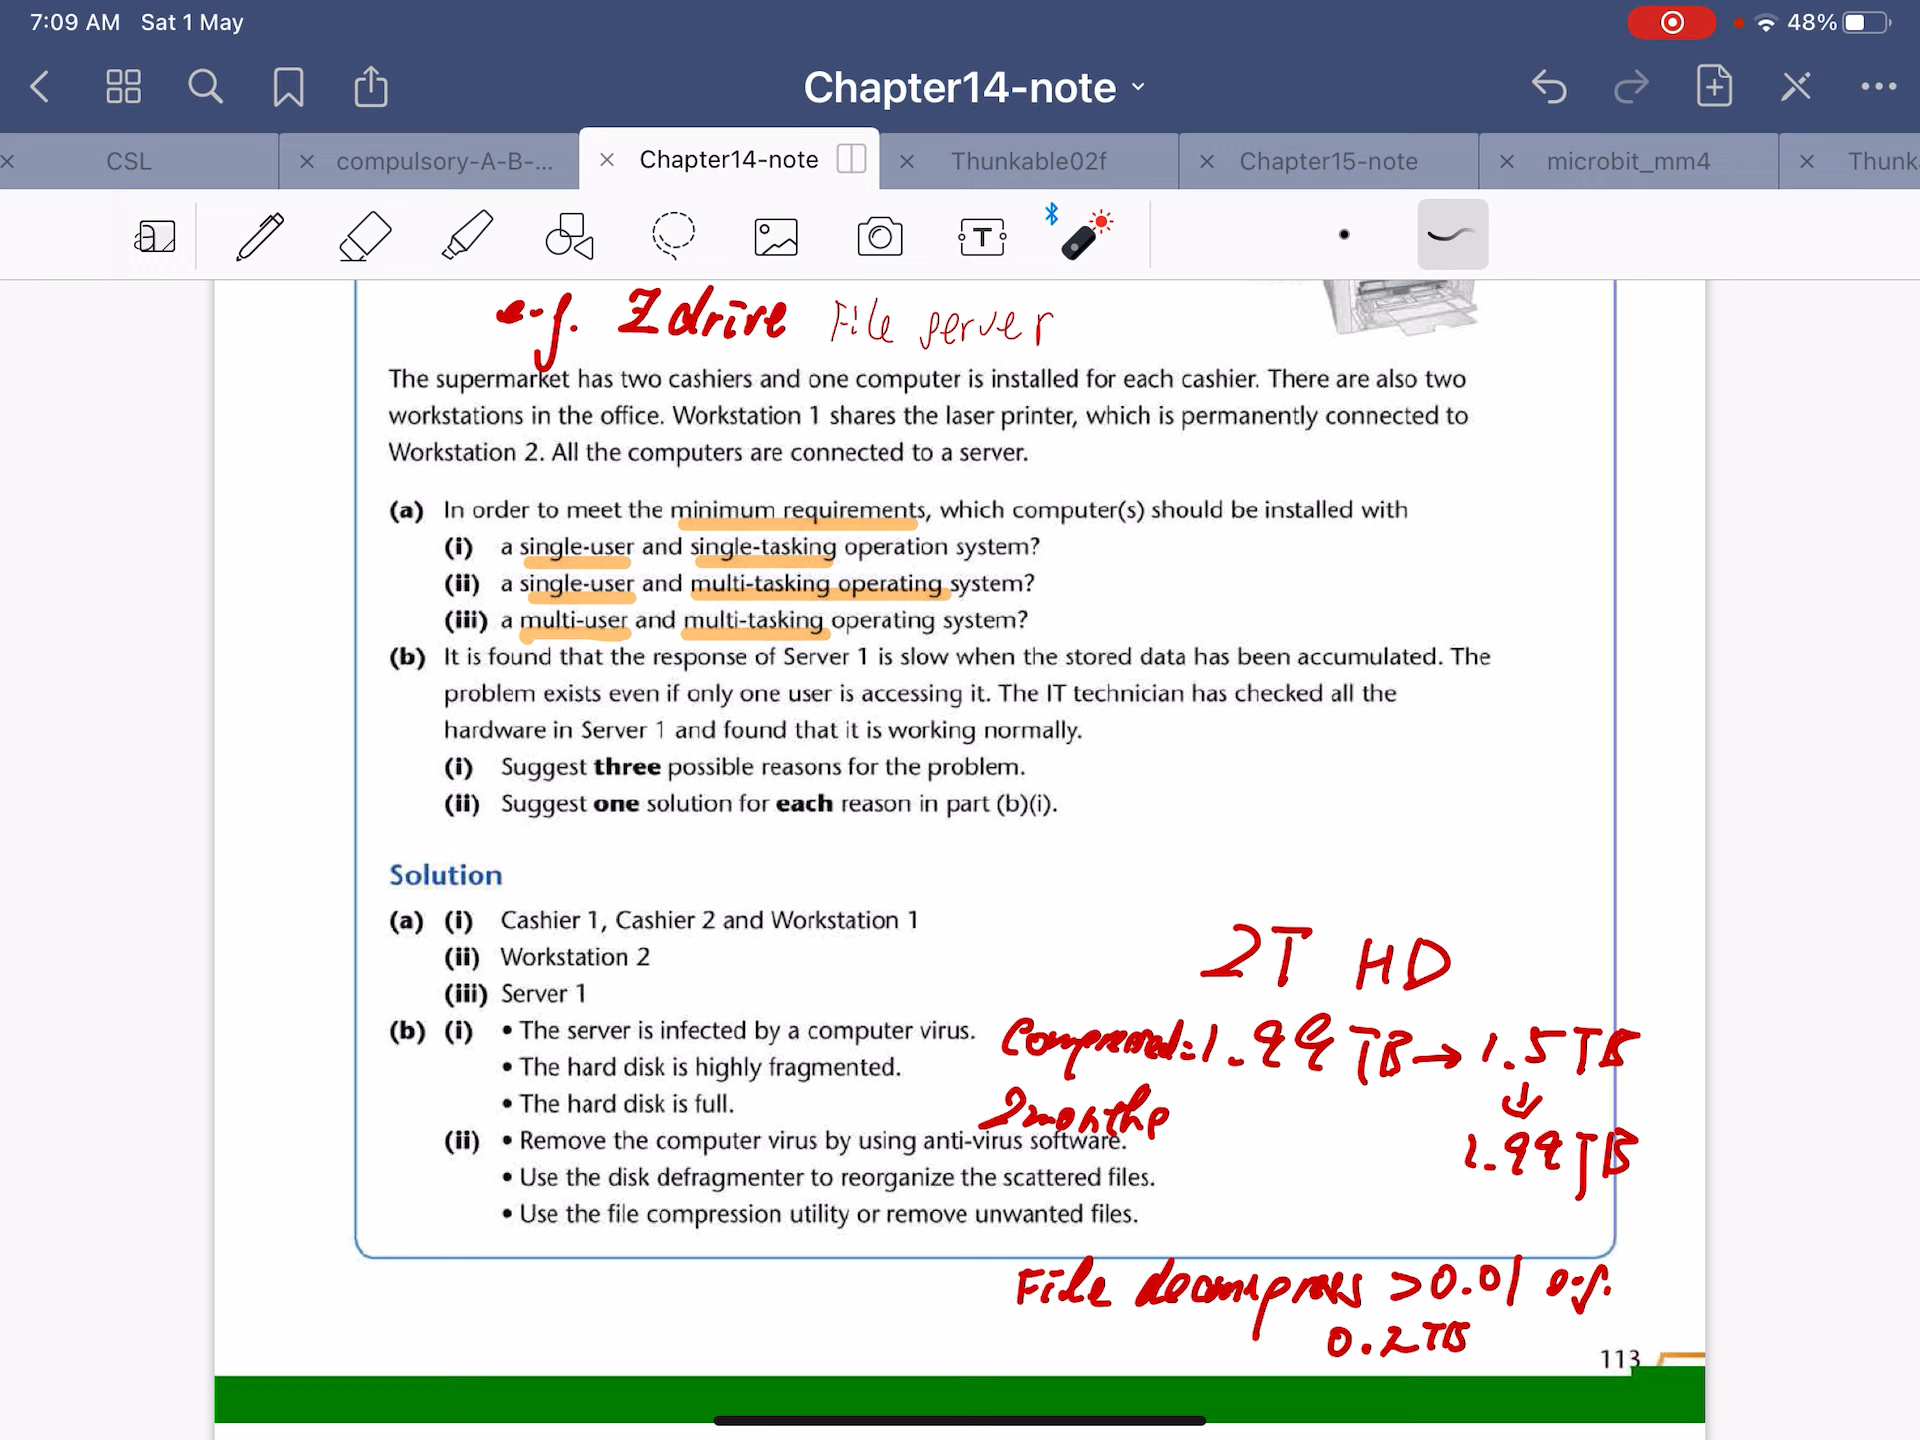 7:09 AM Sat 1 May
48%
Chapter14-note
CSL
compulsory-A-B-...
Chapter14-note
Thunkable02f
Chapter15-note
microbit_mm4
Thunk
e.g. Z drive File server
The supermarket has two cashiers and one computer is installed for each cashier. There are also two
workstations in the office. Workstation 1 shares the laser printer, which is permanently connected to
Workstation 2. All the computers are connected to a server.
(a) In order to meet the minimum requirements, which computer(s) should be installed with
(i) a single-user and single-tasking operation system?
(ii) a single-user and multi-tasking operating system?
(iii) a multi-user and multi-tasking operating system?
(b) It is found that the response of Server 1 is slow when the stored data has been accumulated. The
problem exists even if only one user is accessing it. The IT technician has checked all the
hardware in Server 1 and found that it is working normally.
(i) Suggest three possible reasons for the problem.
(ii) Suggest one solution for each reason in part (b)(i).
Solution
(a) (i) Cashier 1, Cashier 2 and Workstation 1
(ii) Workstation 2
(iii) Server 1
2T HD
(b) (i) • The server is infected by a computer virus.
Compressed: 1.99 TB → 1.5 TB
• The hard disk is highly fragmented.
• The hard disk is full.
2 months
↓
1.99 TB
(ii) • Remove the computer virus by using anti-virus software.
• Use the disk defragmenter to reorganize the scattered files.
• Use the file compression utility or remove unwanted files.
File decompress >0.01 e.g.
0.2TB
113